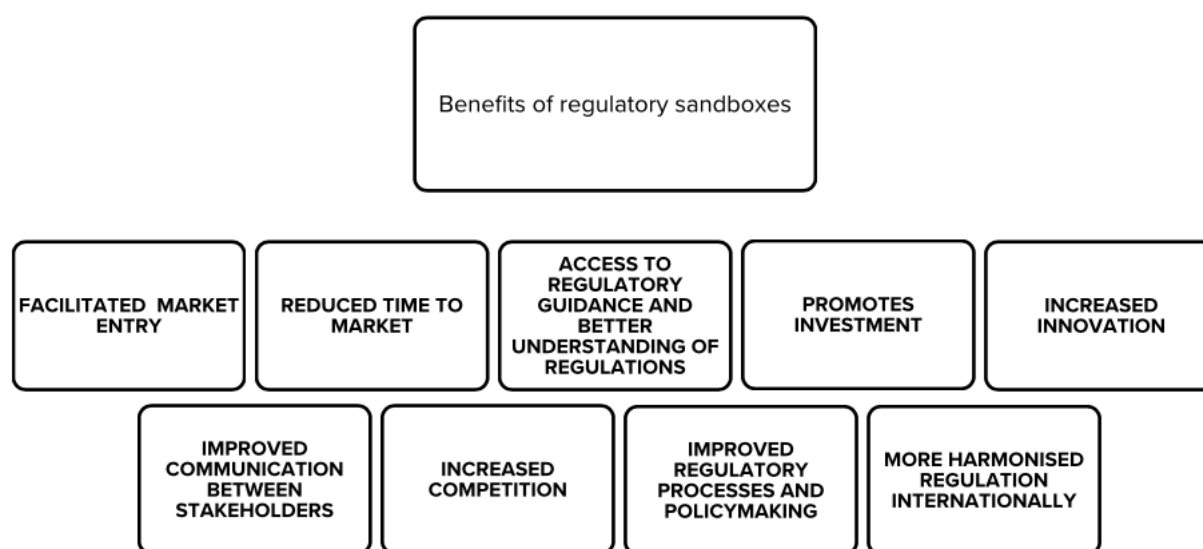 Benefits of regulatory sandboxes
FACILITATED MARKET
ENTRY
REDUCED TIME TO
MARKET
ACCESS TO
REGULATORY
GUIDANCE AND
BETTER
UNDERSTANDING OF
REGULATIONS
PROMOTES
INVESTMENT
INCREASED
INNOVATION
IMPROVED
COMMUNICATION
BETWEEN
STAKEHOLDERS
INCREASED
COMPETITION
IMPROVED
REGULATORY
PROCESSES AND
POLICYMAKING
MORE HARMONISED
REGULATION
INTERNATIONALLY